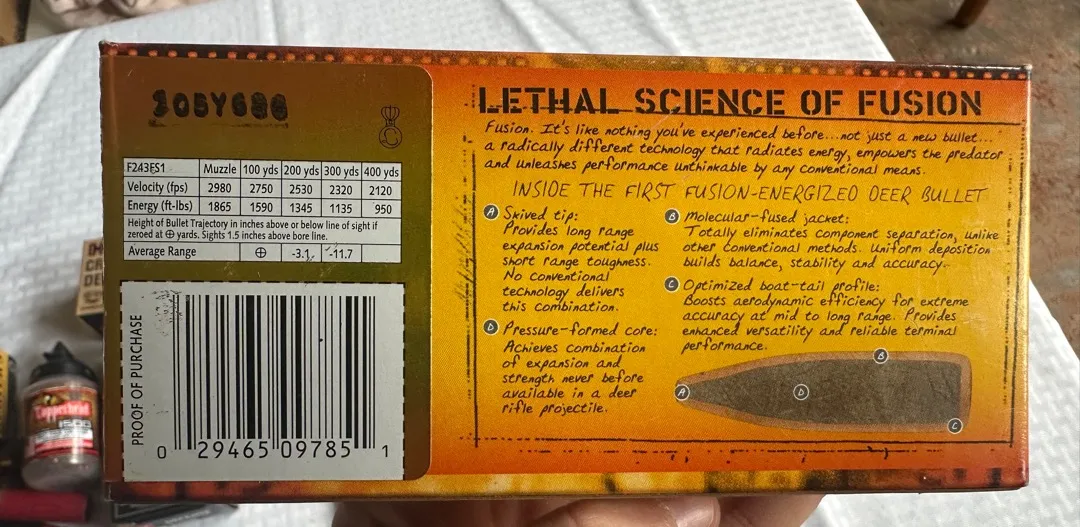 30DY688
C
F243FS1 Muzzle 100 yds 200 yds 300 yds 400 yds
Velocity (fps) 2980 2750 2530 2320 2120
Energy (ft-lbs) 1865 1590 1345 1135 950
Height of Bullet Trajectory in inches above or below line of sight if
zeroed at ⊕ yards. Sights 1.5 inches above bore line.
Average Range ⊕ -3.1 -11.7
PROOF OF PURCHASE
0 29465 09785 1
LETHAL SCIENCE OF FUSION
Fusion. It's like nothing you've experienced before...not just a new bullet...
a radically different technology that radiates energy, empowers the predator
and unleashes performance unthinkable by any conventional means.
INSIDE THE FIRST FUSION-ENERGIZED DEER BULLET
A Skived tip:
Provides long range
expansion potential plus
short range toughness.
No conventional
technology delivers
this combination.
D Pressure-formed core:
Achieves combination
of expansion and
strength never before
available in a deer
rifle projectile.
B Molecular-fused jacket:
Totally eliminates component separation, unlike
other conventional methods. Uniform deposition
builds balance, stability and accuracy.
C Optimized boat-tail profile:
Boosts aerodynamic efficiency for extreme
accuracy at mid to long range. Provides
enhanced versatility and reliable terminal
performance.
A
B
D
C
Copperhead